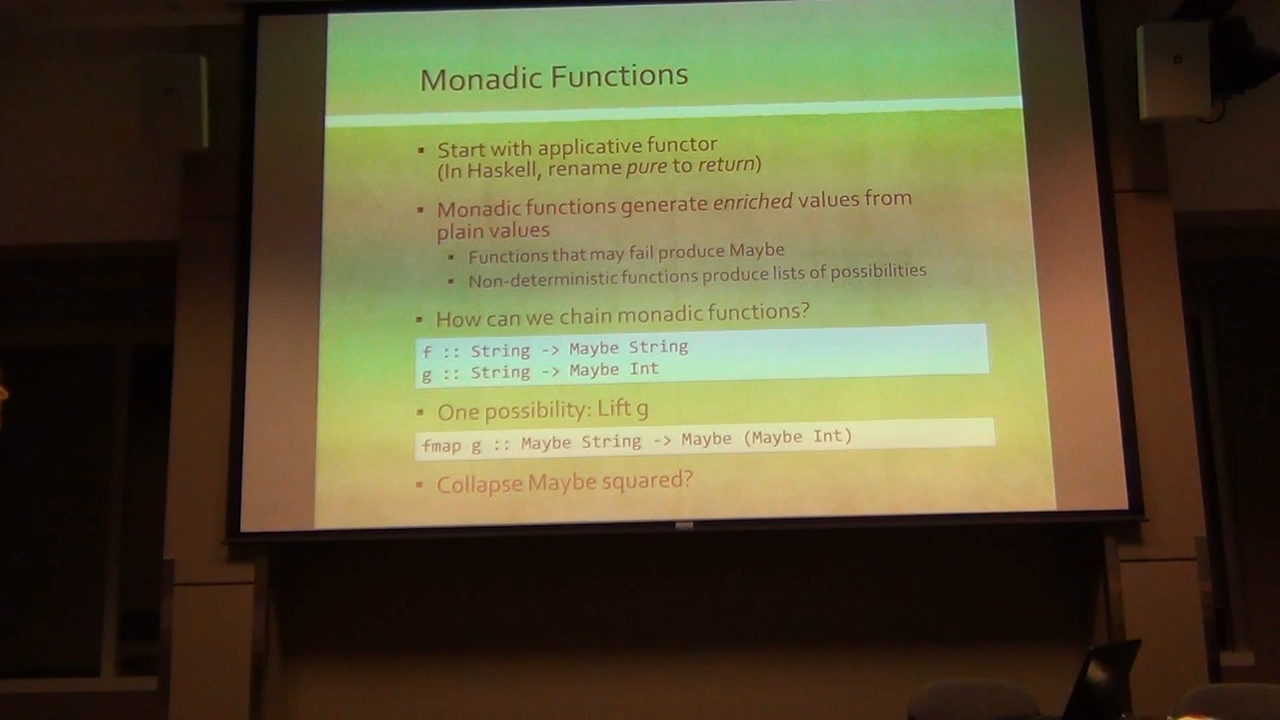 Monadic Functions
▪ Start with applicative functor
(In Haskell, rename pure to return)
▪ Monadic functions generate enriched values from
plain values
▪ Functions that may fail produce Maybe
▪ Non-deterministic functions produce lists of possibilities
▪ How can we chain monadic functions?
f :: String -> Maybe String
g :: String -> Maybe Int
▪ One possibility: Lift g
fmap g :: Maybe String -> Maybe (Maybe Int)
▪ Collapse Maybe squared?